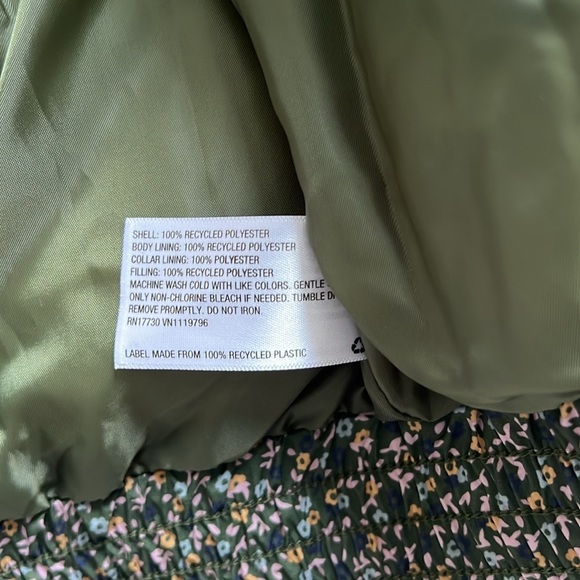 SHELL: 100% RECYCLED POLYESTER
BODY LINING: 100% RECYCLED POLYESTER
COLLAR LINING: 100% POLYESTER
FILLING: 100% RECYCLED POLYESTER
MACHINE WASH COLD WITH LIKE COLORS. GENTLE
ONLY NON-CHLORINE BLEACH IF NEEDED. TUMBLE
REMOVE PROMPTLY. DO NOT IRON.
RN17730 VN1119796
LABEL MADE FROM 100% RECYCLED PLASTIC